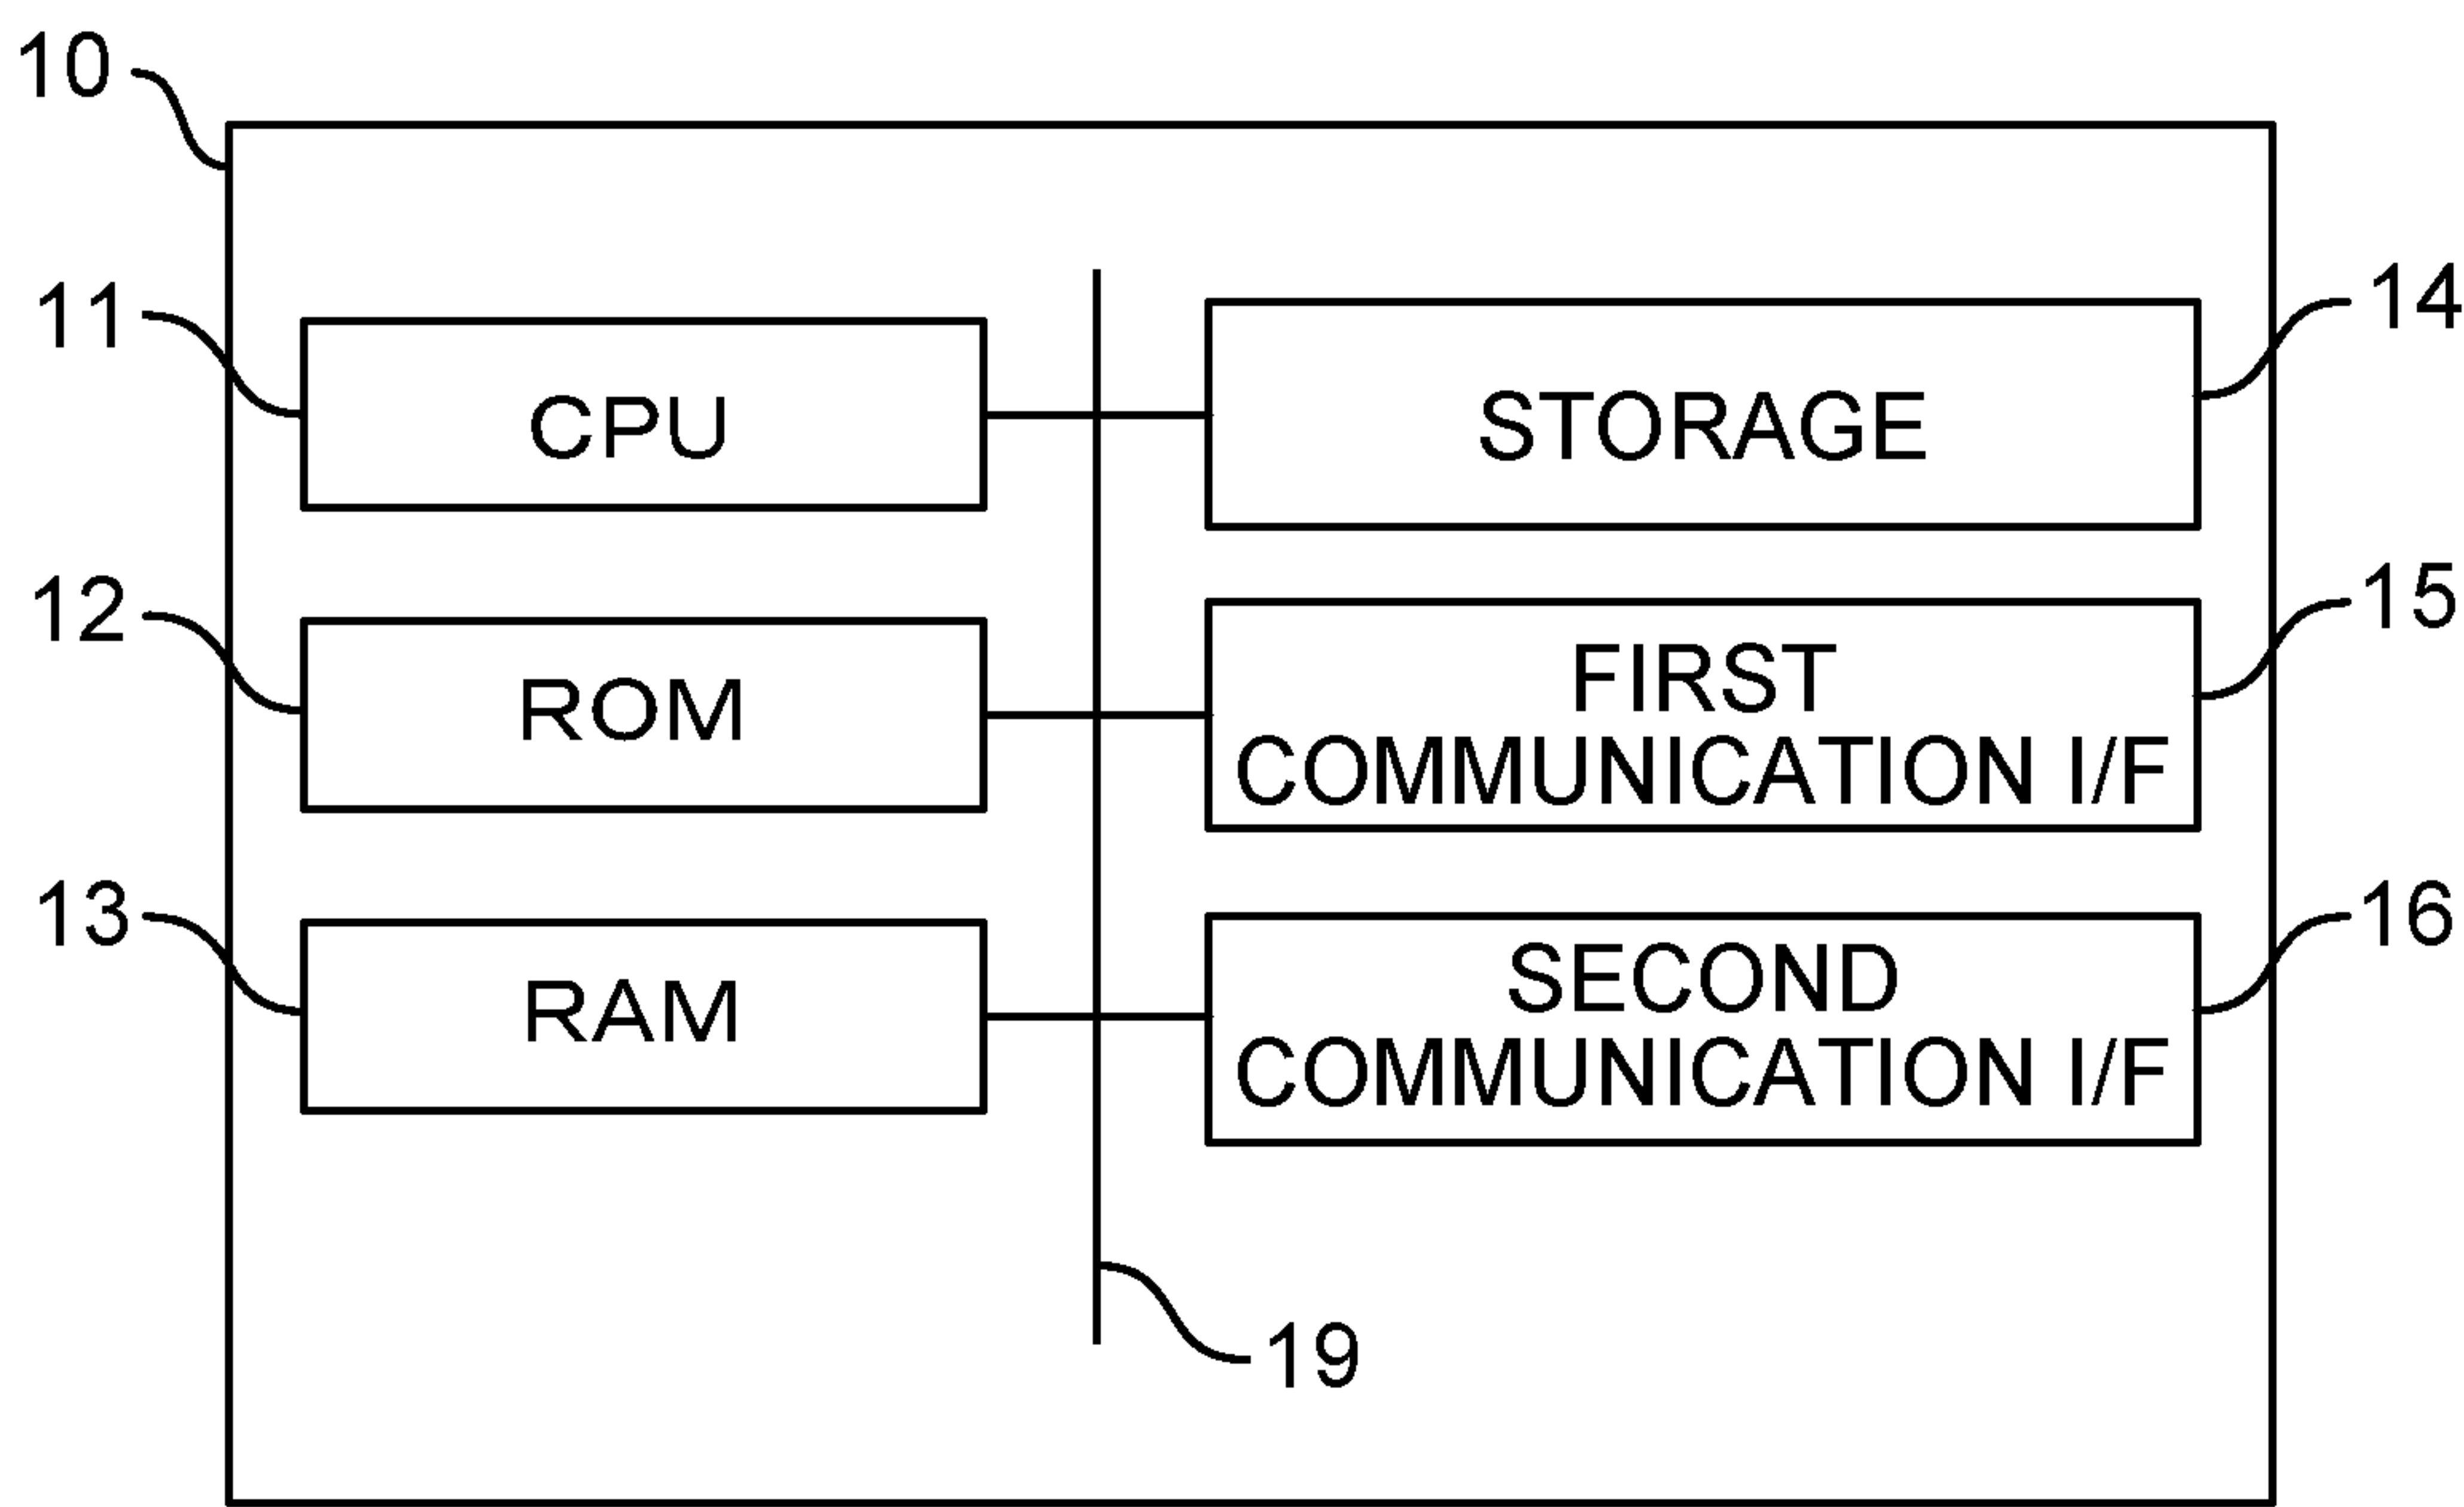 10
11
CPU
STORAGE
14
12
ROM
FIRST
COMMUNICATION I/F
15
13
RAM
SECOND
COMMUNICATION I/F
16
19